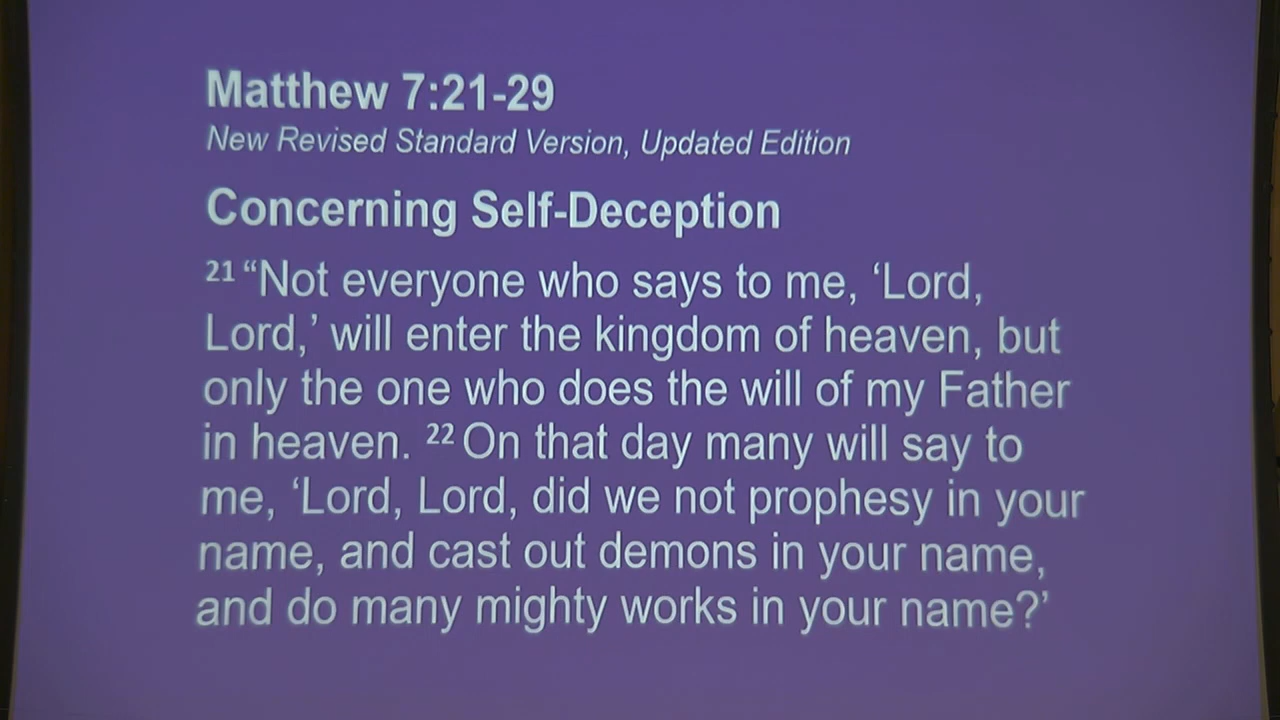 Matthew 7:21-29
New Revised Standard Version, Updated Edition
Concerning Self-Deception
21 “Not everyone who says to me, ‘Lord,
Lord,’ will enter the kingdom of heaven, but
only the one who does the will of my Father
in heaven. 22 On that day many will say to
me, ‘Lord, Lord, did we not prophesy in your
name, and cast out demons in your name,
and do many mighty works in your name?’